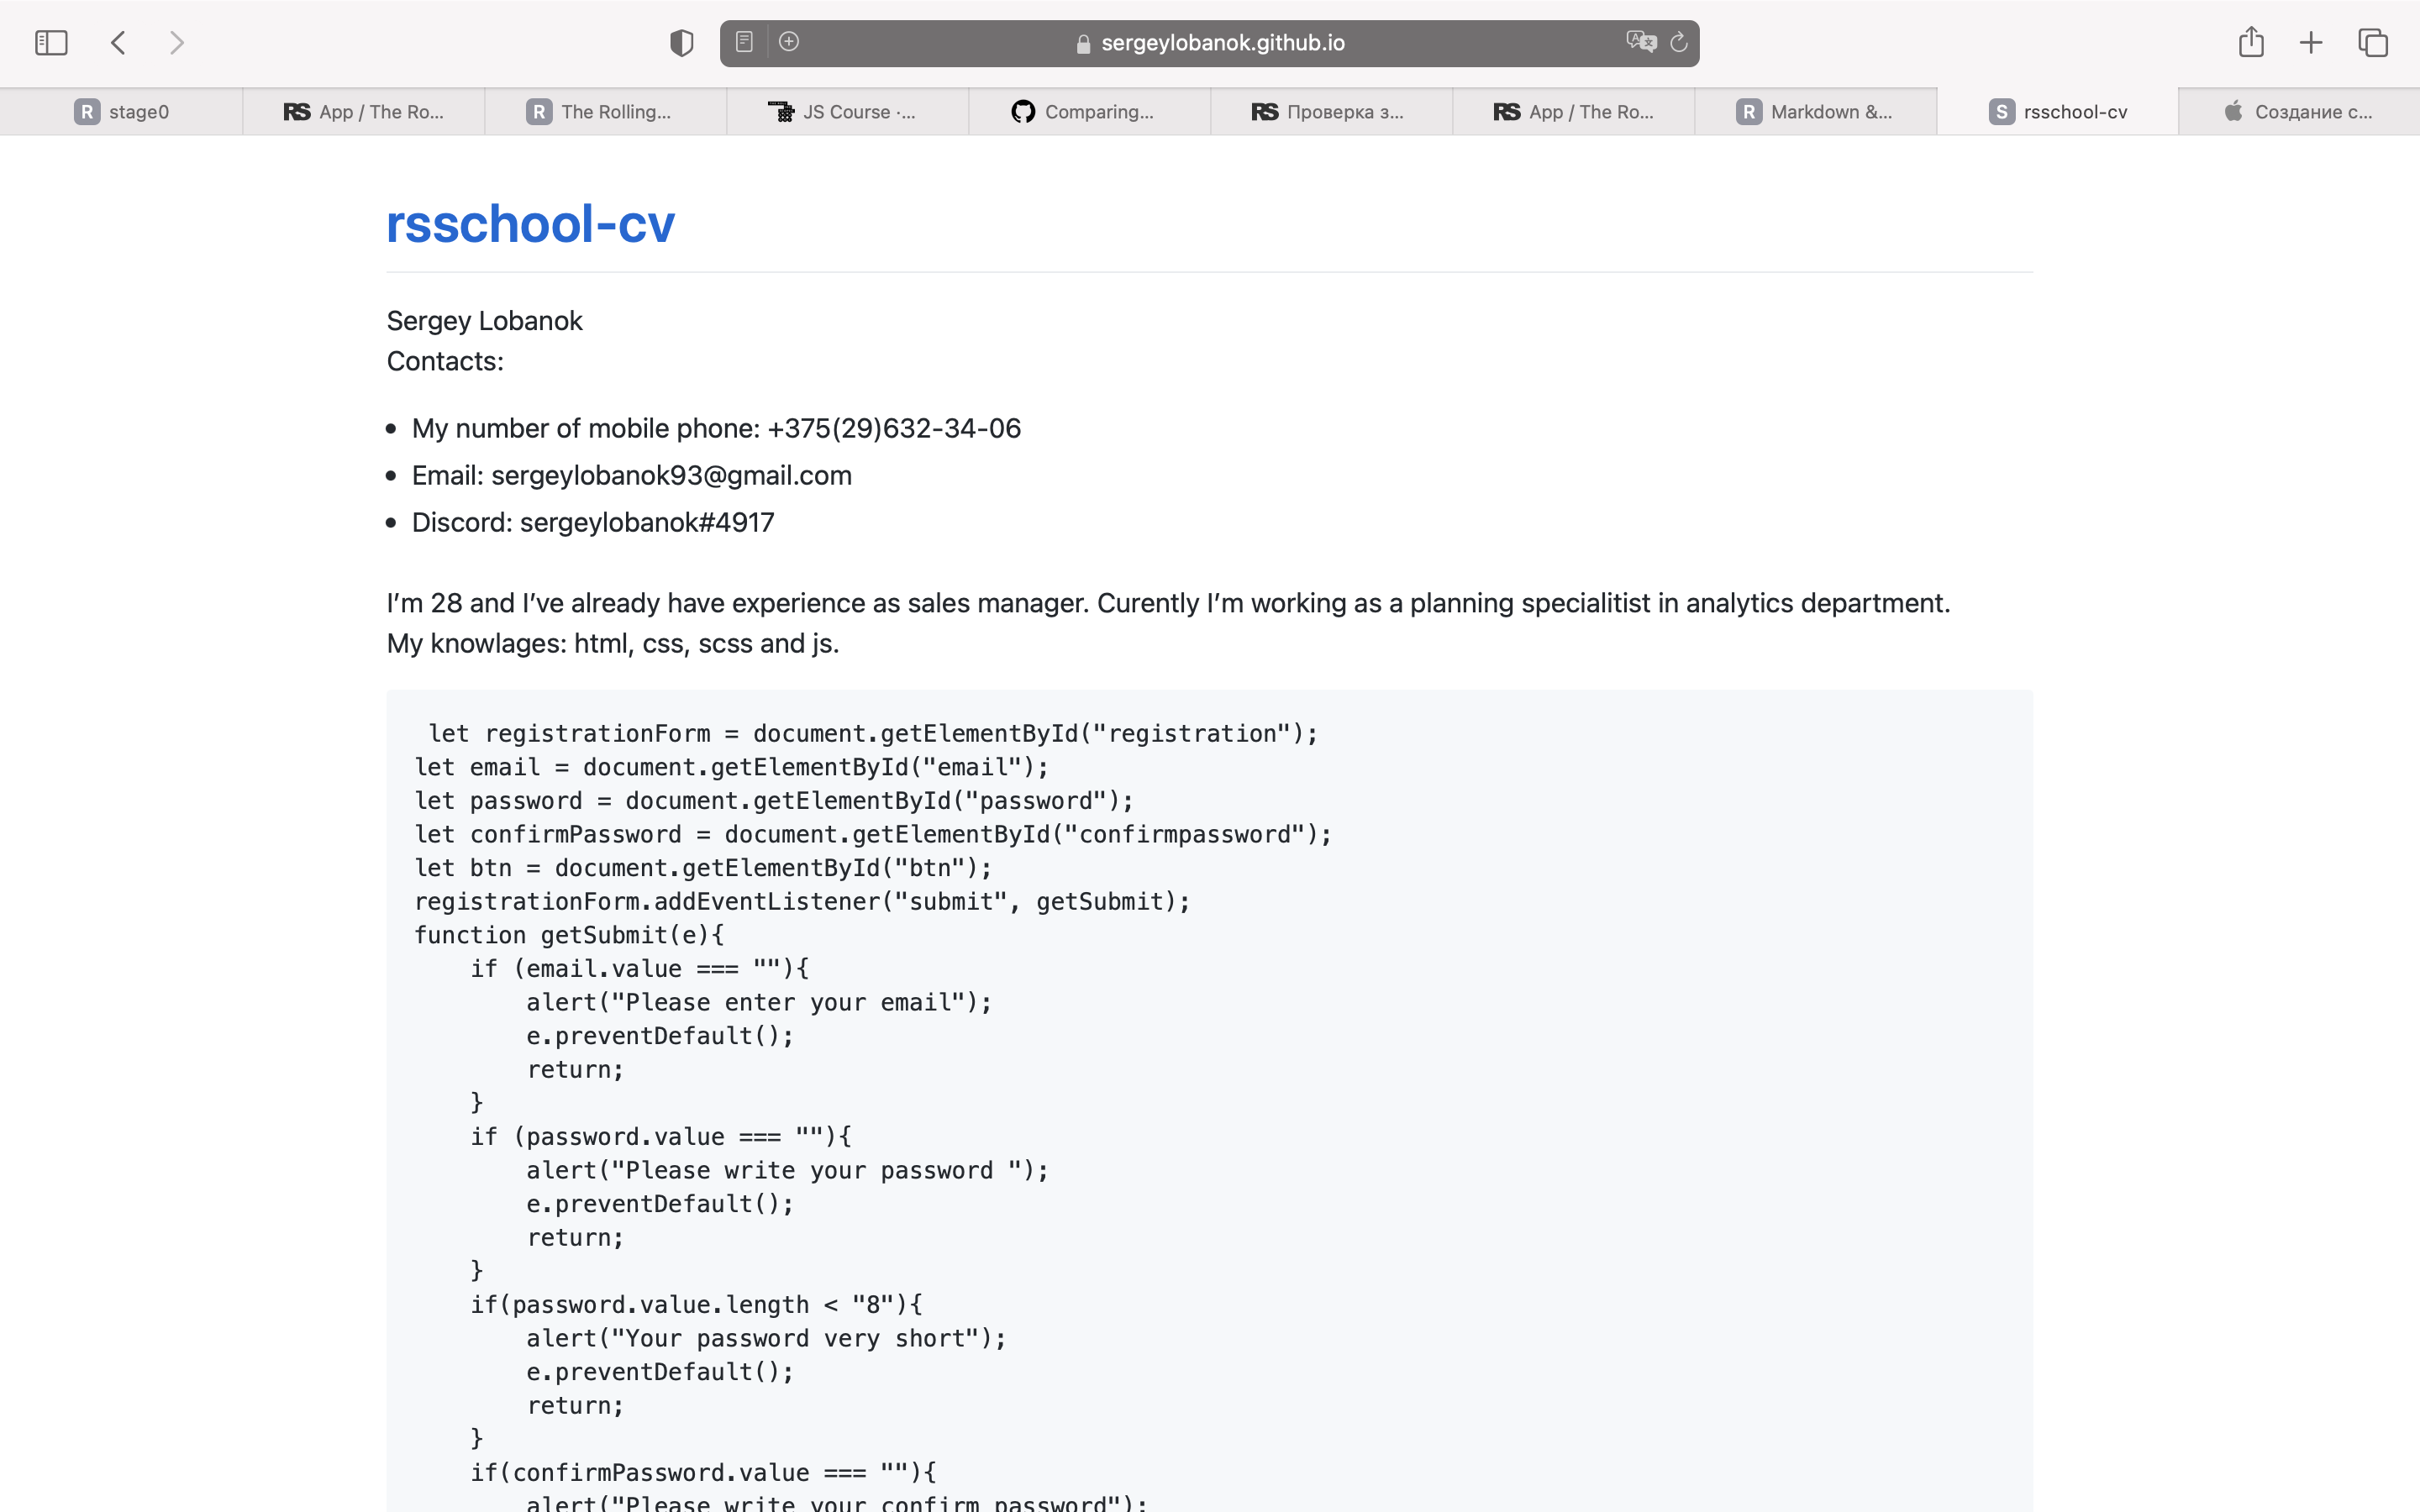 sergeylobanok.github.io
R stage0
RS App / The Ro...
R The Rolling...
JS Course ·...
Comparing...
RS Проверка з...
RS App / The Ro...
R Markdown &...
S rsschool-cv
Создание с...
rsschool-cv
Sergey Lobanok
Contacts:
• My number of mobile phone: +375(29)632-34-06
• Email: sergeylobanok93@gmail.com
• Discord: sergeylobanok#4917
I’m 28 and I’ve already have experience as sales manager. Curently I’m working as a planning specialitist in analytics department.
My knowlages: html, css, scss and js.
 let registrationForm = document.getElementById("registration");
let email = document.getElementById("email");
let password = document.getElementById("password");
let confirmPassword = document.getElementById("confirmpassword");
let btn = document.getElementById("btn");
registrationForm.addEventListener("submit", getSubmit);
function getSubmit(e){
    if (email.value === ""){
        alert("Please enter your email");
        e.preventDefault();
        return;
    }
    if (password.value === ""){
        alert("Please write your password ");
        e.preventDefault();
        return;
    }
    if(password.value.length < "8"){
        alert("Your password very short");
        e.preventDefault();
        return;
    }
    if(confirmPassword.value === ""){
        alert("Please write your confirm password");